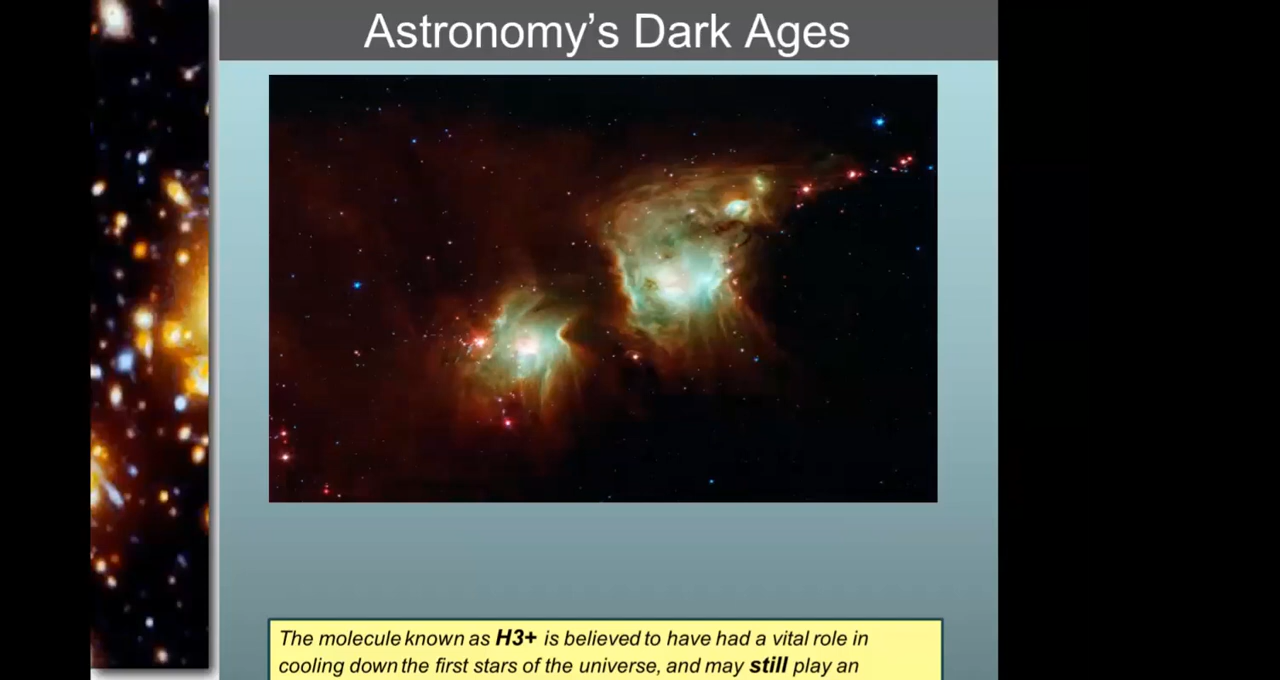 Astronomy’s Dark Ages
The molecule known as H3+ is believed to have had a vital role in
cooling down the first stars of the universe, and may still play an